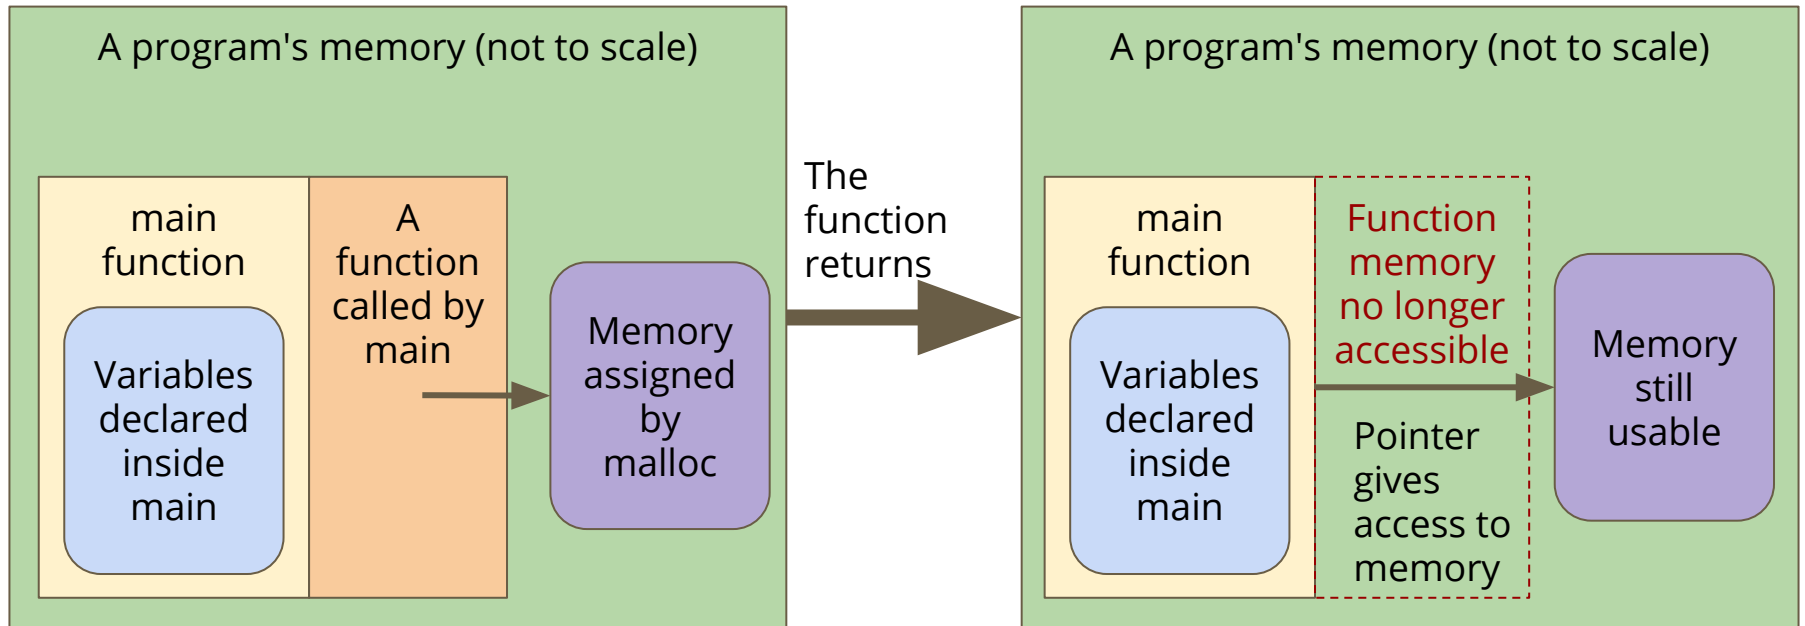 A program's memory (not to scale)
main
function
Variables
declared
inside
main
A
function
called by
main
Memory
assigned
by
malloc
The
function
returns
A program's memory (not to scale)
main
function
Variables
declared
inside
main
Function
memory
no longer
accessible
Pointer
gives
access to
memory
Memory
still
usable